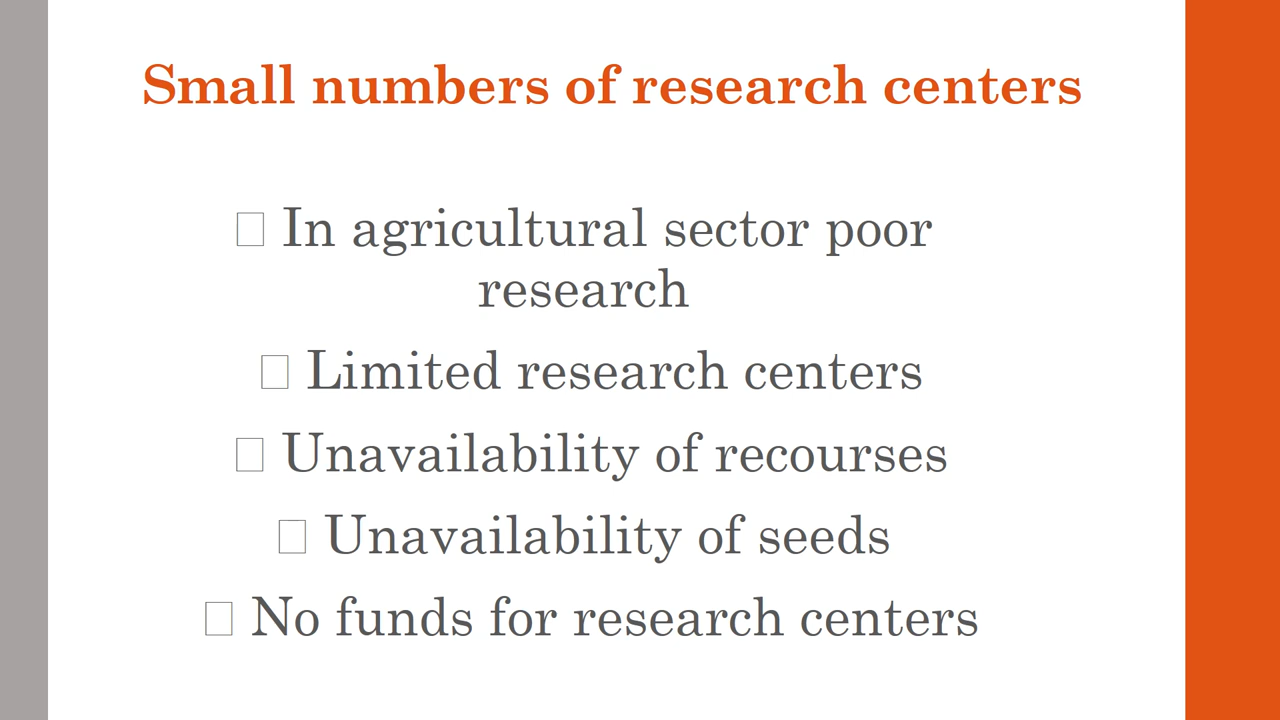 Small numbers of research centers
□ In agricultural sector poor
research
□ Limited research centers
□ Unavailability of recourses
□ Unavailability of seeds
□ No funds for research centers